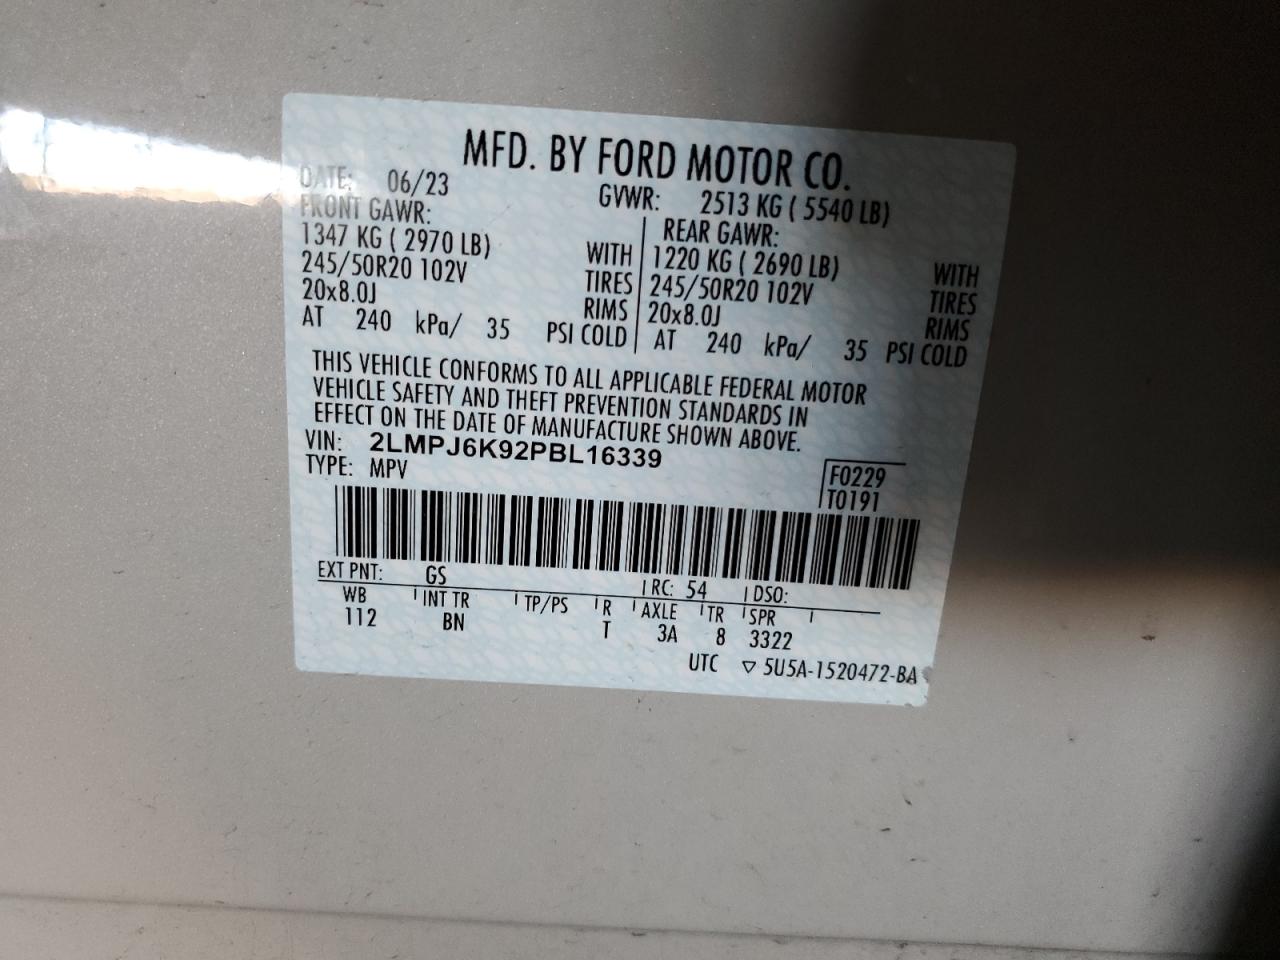 MFD. BY FORD MOTOR CO.
DATE: 06/23 GVWR: 2513 KG ( 5540 LB)
FRONT GAWR: REAR GAWR:
1347 KG ( 2970 LB) WITH 1220 KG ( 2690 LB) WITH
245/50R20 102V TIRES 245/50R20 102V TIRES
20x8.0J RIMS 20x8.0J RIMS
AT 240 kPa/ 35 PSI COLD AT 240 kPa/ 35 PSI COLD
THIS VEHICLE CONFORMS TO ALL APPLICABLE FEDERAL MOTOR
VEHICLE SAFETY AND THEFT PREVENTION STANDARDS IN
EFFECT ON THE DATE OF MANUFACTURE SHOWN ABOVE.
VIN: 2LMPJ6K92PBL16339
TYPE: MPV
F0229
T0191
EXT PNT: GS RC: 54 DSO:
WB INT TR TP/PS R AXLE TR SPR
112 BN T 3A 8 3322
UTC ▽ 5U5A-1520472-BA